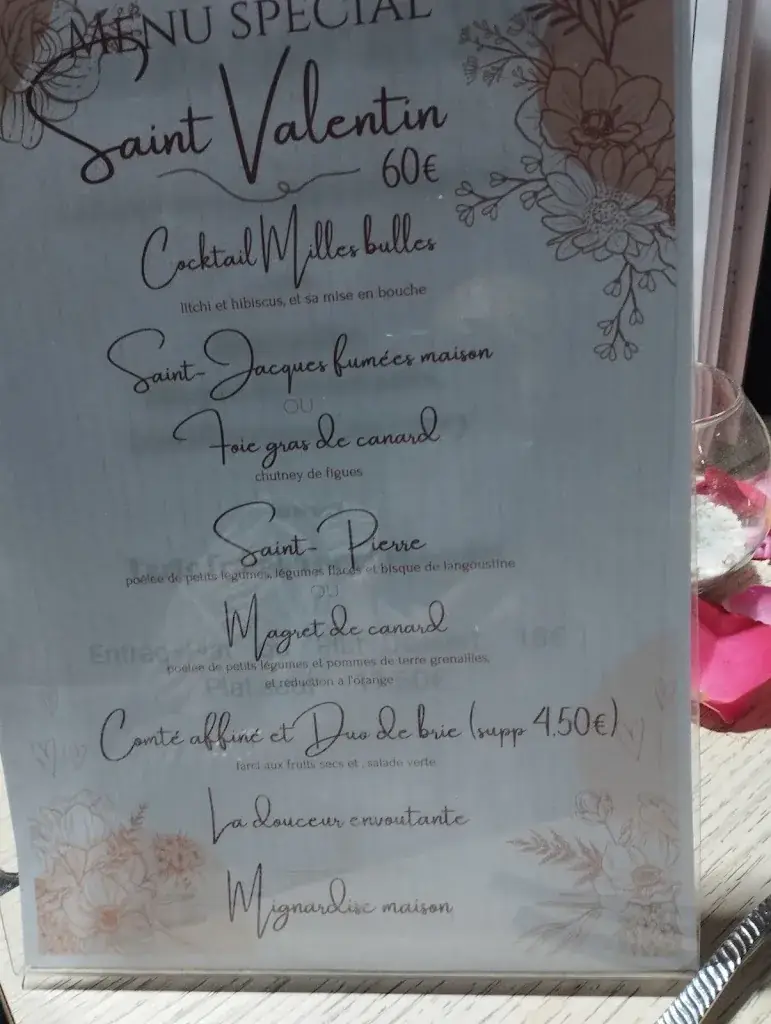 MENU SPECIAL
Saint Valentin
60€
Cocktail Milles bulles
litchi et hibiscus, et sa mise en bouche
Saint-Jacques fumées maison
OU
Foie gras de canard
chutney de figues
Saint-Pierre
poêlée de petits légumes, légumes glacés et bisque de langoustine
OU
Magret de canard
poelee de petits légumes et pommes de terre grenailles,
et réduction a l'orange
Comté affiné et Duo de brie (supp 4,50€)
farci aux fruits secs et , salade verte
La douceur envoutante
Mignardise maison